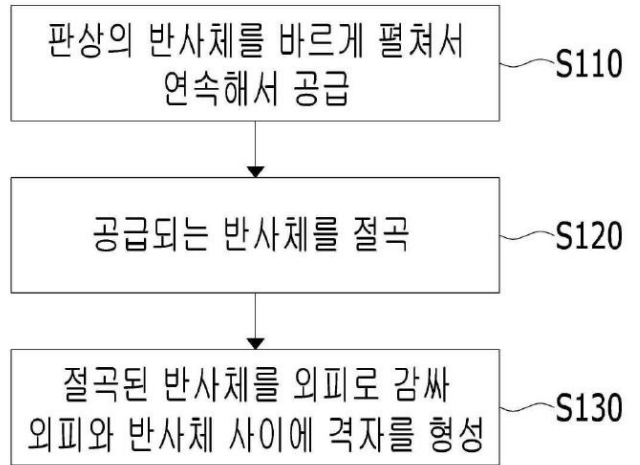 판상의 반사체를 바르게 펼쳐서
연속해서 공급
S110
공급되는 반사체를 절곡
S120
절곡된 반사체를 외피로 감싸
외피와 반사체 사이에 격자를 형성
S130